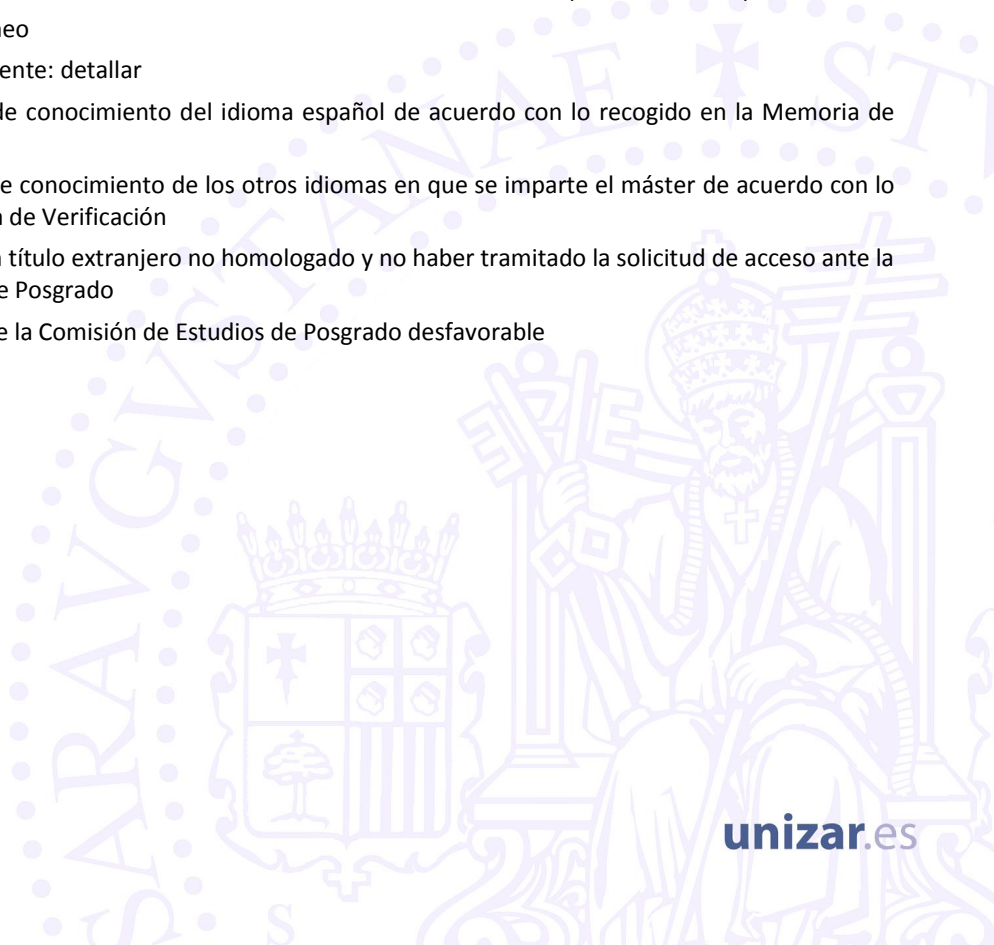 neo
ente: detallar
de conocimiento del idioma español de acuerdo con lo recogido en la Memoria de
e conocimiento de los otros idiomas en que se imparte el máster de acuerdo con lo
de Verificación
título extranjero no homologado y no haber tramitado la solicitud de acceso ante la
e Posgrado
e la Comisión de Estudios de Posgrado desfavorable
STANAE ST
SARAVGV
S
unizar.es